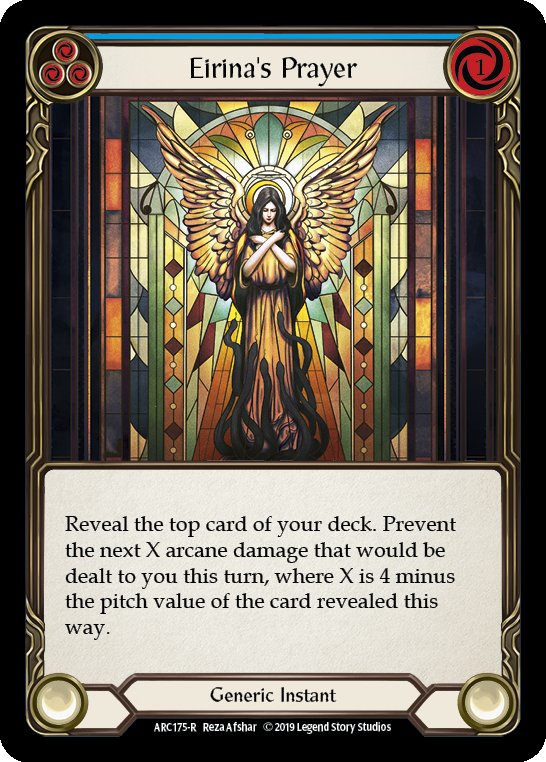 Eirina's Prayer
1
Reveal the top card of your deck. Prevent
the next X arcane damage that would be
dealt to you this turn, where X is 4 minus
the pitch value of the card revealed this
way.
Generic Instant
ARC175-R Reza Afshar © 2019 Legend Story Studios